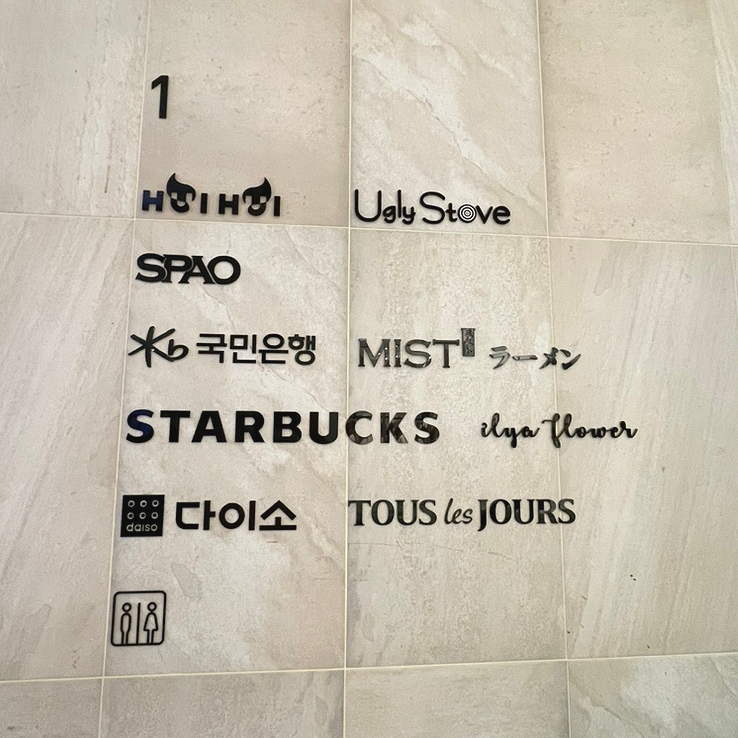 1
HUIHUI Ugly Stove
SPAO
Kb 국민은행 MIST ラーメン
STARBUCKS ilya flower
daiso 다이소 TOUS les JOURS